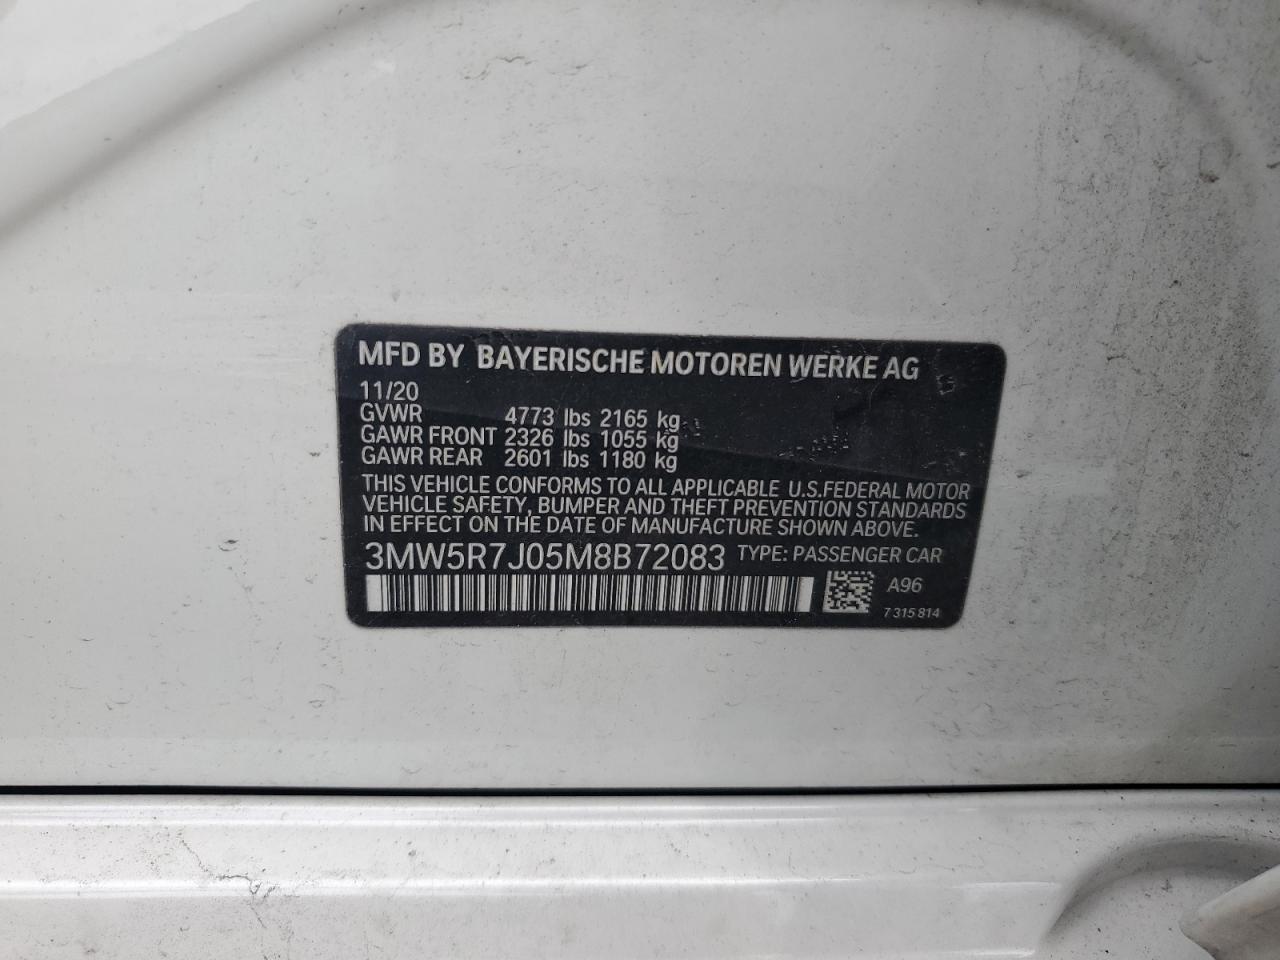 MFD BY BAYERISCHE MOTOREN WERKE AG
11/20
GVWR 4773 lbs 2165 kg
GAWR FRONT 2326 lbs 1055 kg
GAWR REAR 2601 lbs 1180 kg
THIS VEHICLE CONFORMS TO ALL APPLICABLE U.S.FEDERAL MOTOR
VEHICLE SAFETY, BUMPER AND THEFT PREVENTION STANDARDS
IN EFFECT ON THE DATE OF MANUFACTURE SHOWN ABOVE.
3MW5R7J05M8B72083 TYPE: PASSENGER CAR
A96
7 315 814